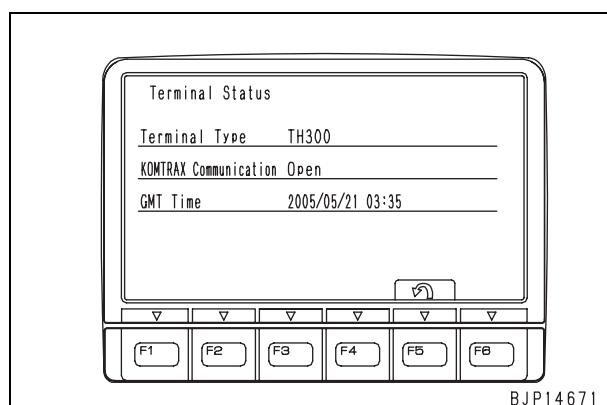 Terminal Status
Terminal Type TH300
KOMTRAX Communication Open
GMT Time 2005/05/21 03:35
F1 F2 F3 F4 F5 F6
BJP14671